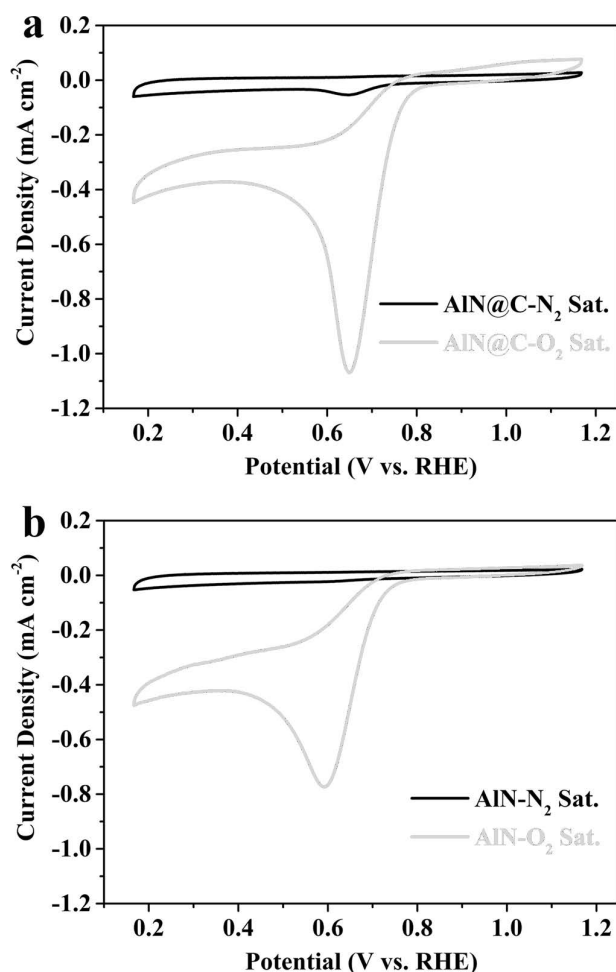 a
0.2
0.0
-0.2
-0.4
-0.6
-0.8
-1.0
-1.2
Current Density (mA cm⁻²)
AlN@C-N₂ Sat.
AlN@C-O₂ Sat.
0.2 0.4 0.6 0.8 1.0 1.2
Potential (V vs. RHE)
b
0.2
0.0
-0.2
-0.4
-0.6
-0.8
-1.0
-1.2
Current Density (mA cm⁻²)
AlN-N₂ Sat.
AlN-O₂ Sat.
0.2 0.4 0.6 0.8 1.0 1.2
Potential (V vs. RHE)